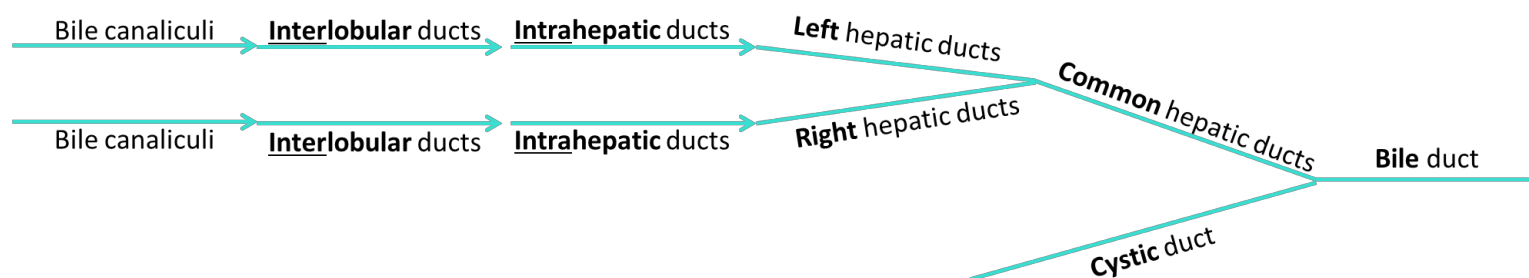 Bile canaliculi
Interlobular ducts
Intrahepatic ducts
Left hepatic ducts
Common hepatic ducts
Bile canaliculi
Interlobular ducts
Intrahepatic ducts
Right hepatic ducts
Bile duct
Cystic duct